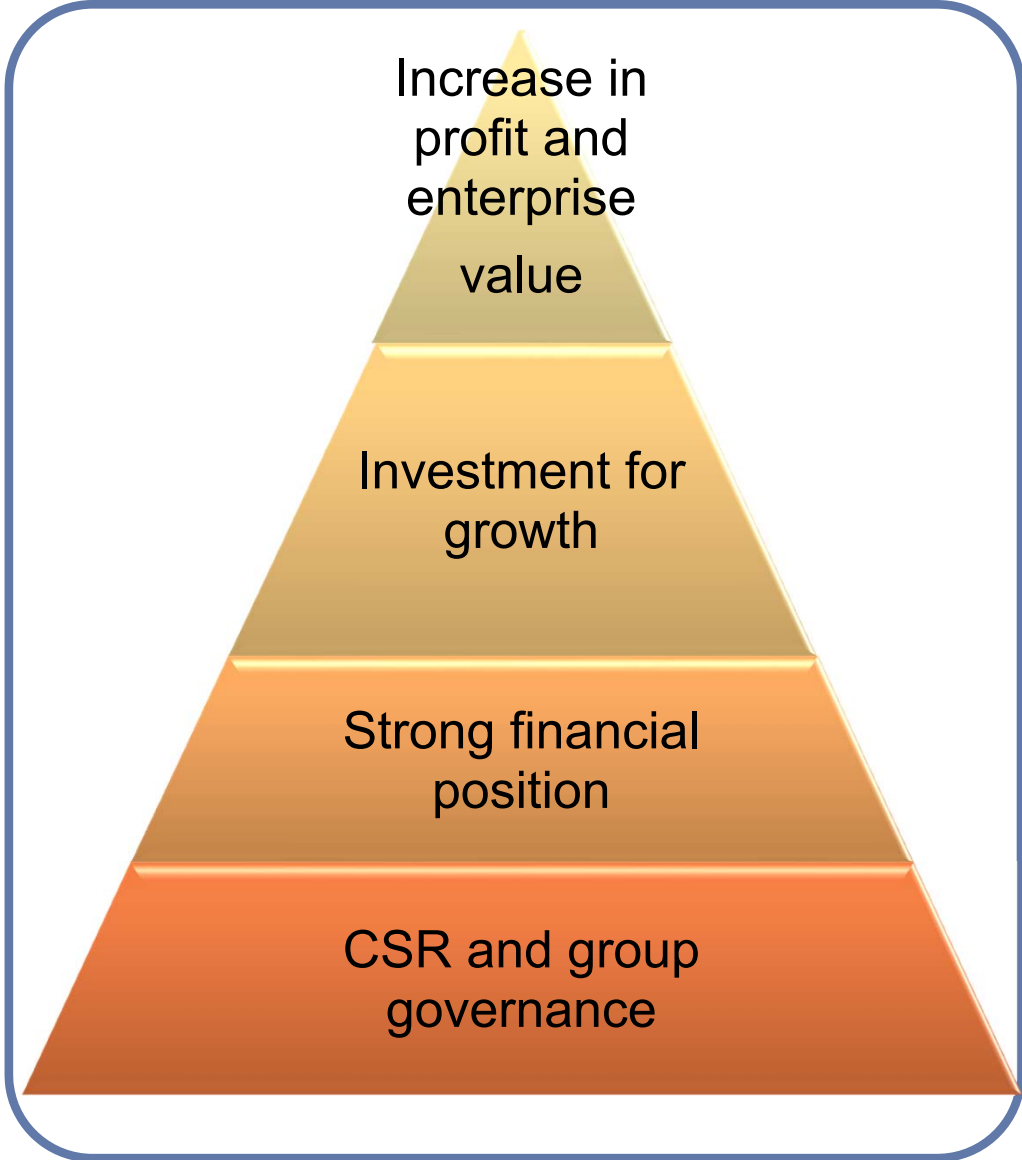 Increase in
profit and
enterprise
value
Investment for
growth
Strong financial
position
CSR and group
governance